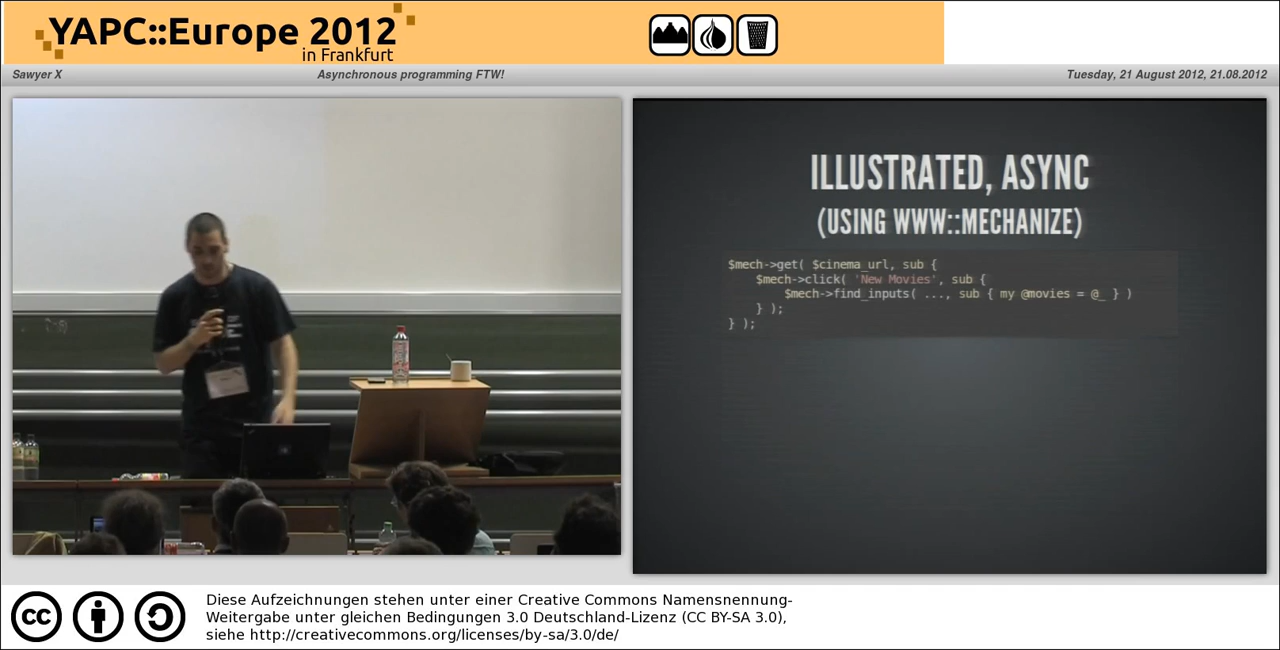 YAPC::Europe 2012
in Frankfurt
Sawyer X
Asynchronous programming FTW!
Tuesday, 21 August 2012, 21.08.2012
ILLUSTRATED, ASYNC
(USING WWW::MECHANIZE)
$mech->get( $cinema_url, sub {
    $mech->click( 'New Movies', sub {
        $mech->find_inputs( ..., sub { my @movies = @_ } )
    } );
} );
cc
Diese Aufzeichnungen stehen unter einer Creative Commons Namensnennung-
Weitergabe unter gleichen Bedingungen 3.0 Deutschland-Lizenz (CC BY-SA 3.0),
siehe http://creativecommons.org/licenses/by-sa/3.0/de/